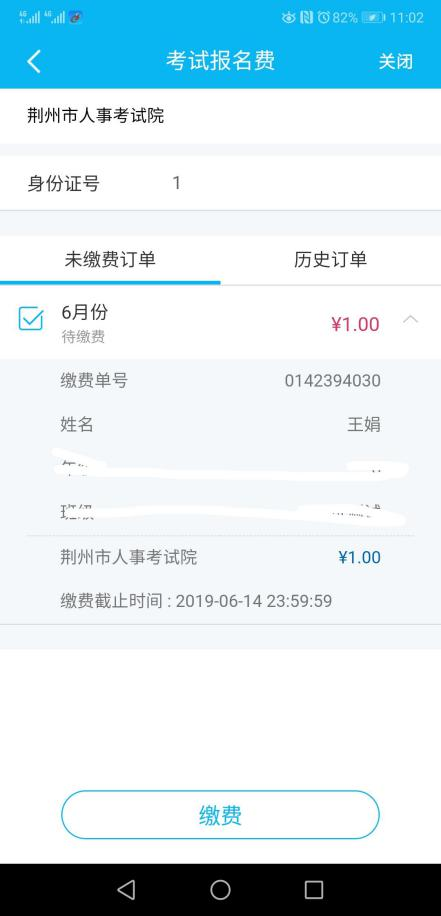 82% 11:02
考试报名费 关闭
荆州市人事考试院
身份证号 1
未缴费订单 历史订单
6月份 ¥1.00
待缴费
缴费单号 0142394030
姓名 王娟
班级
荆州市人事考试院 ¥1.00
缴费截止时间 : 2019-06-14 23:59:59
缴费